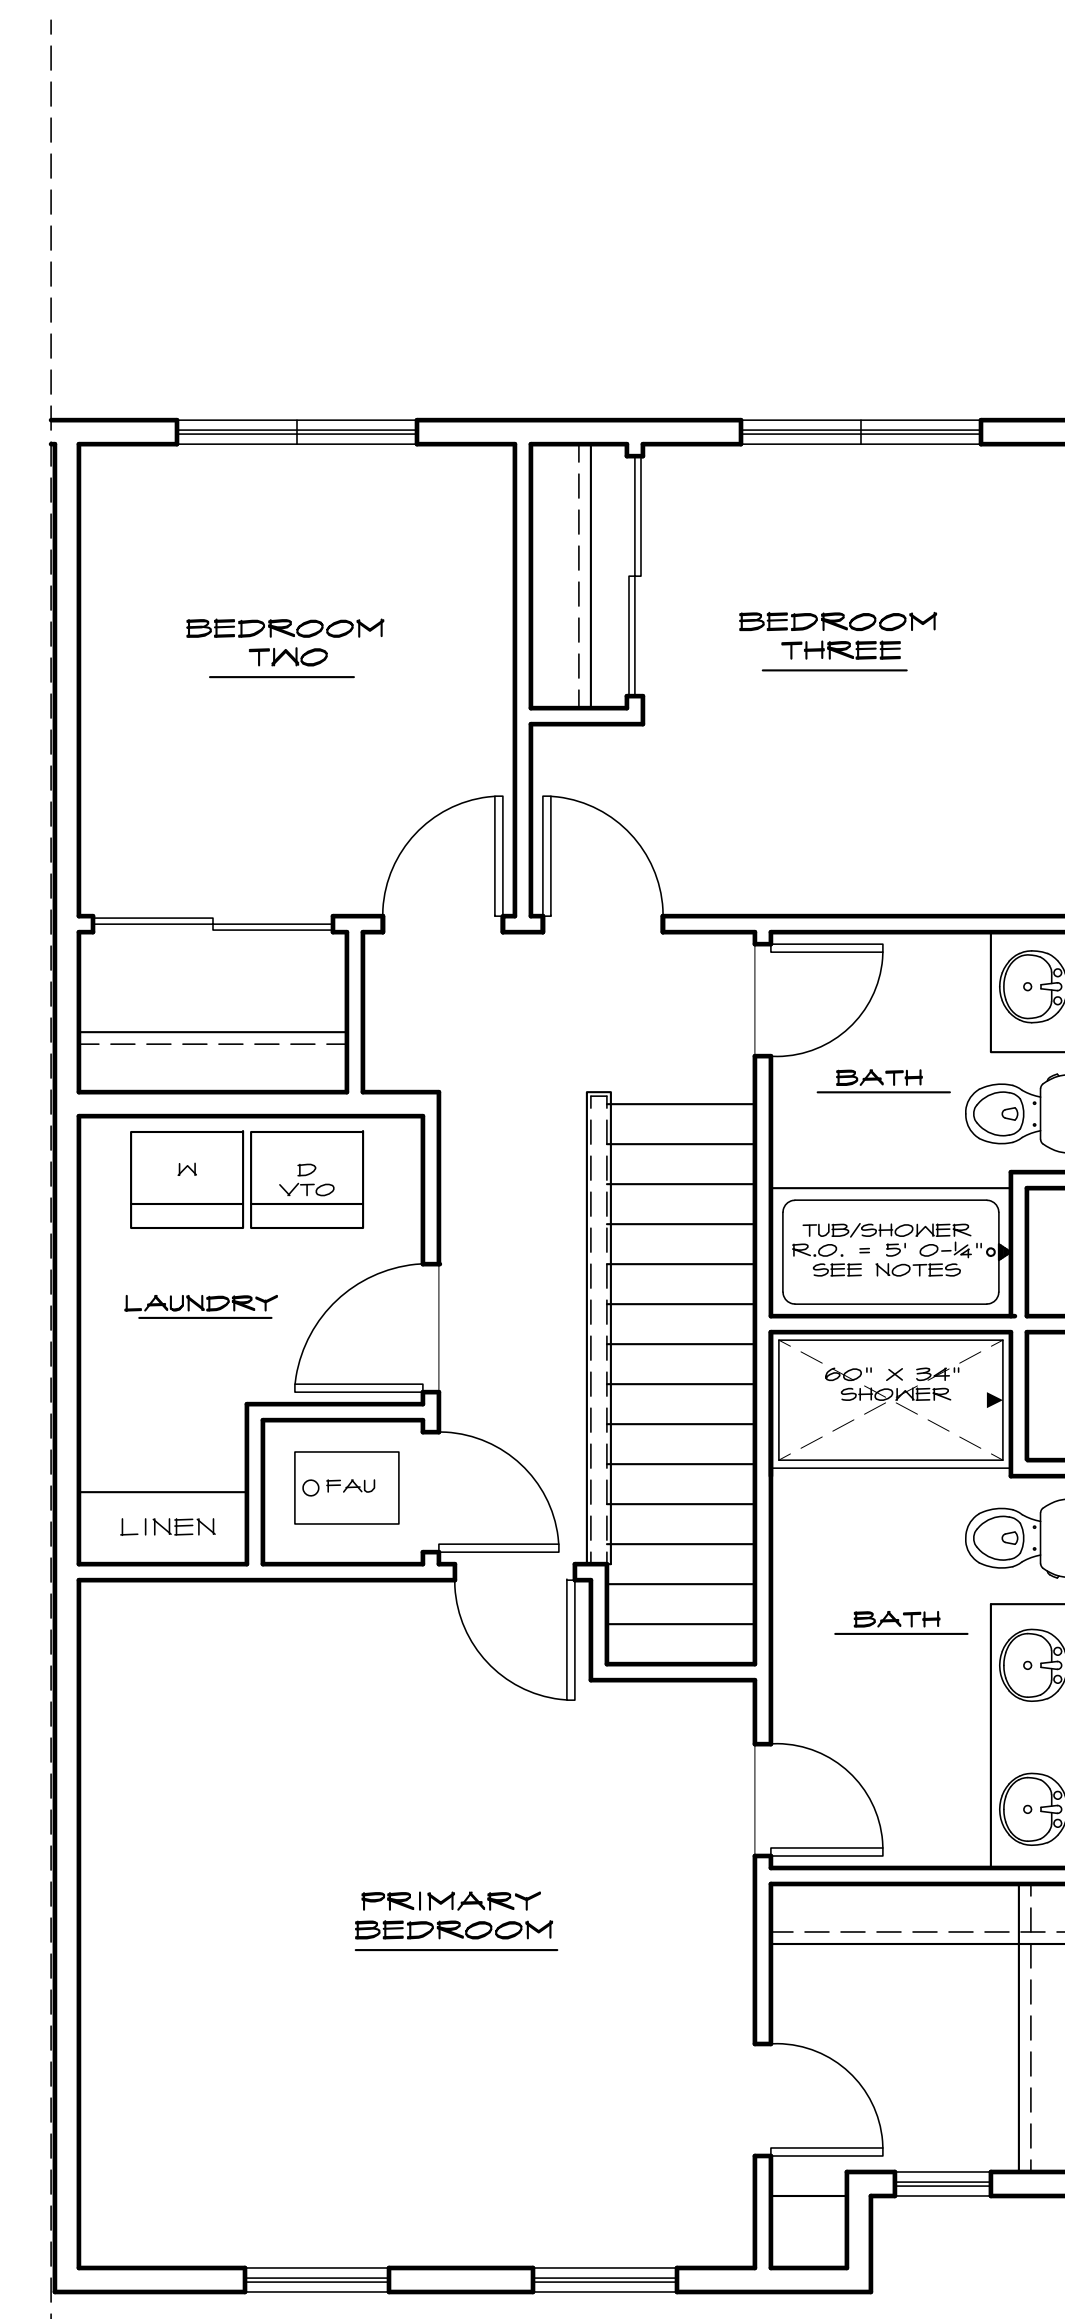 BEDROOM
TWO
BEDROOM
THREE
BATH
W
D
VTO
TUB/SHOWER
R.O. = 5' 0-1/4"
SEE NOTES
LAUNDRY
60" X 34"
SHOWER
FAU
LINEN
BATH
PRIMARY
BEDROOM